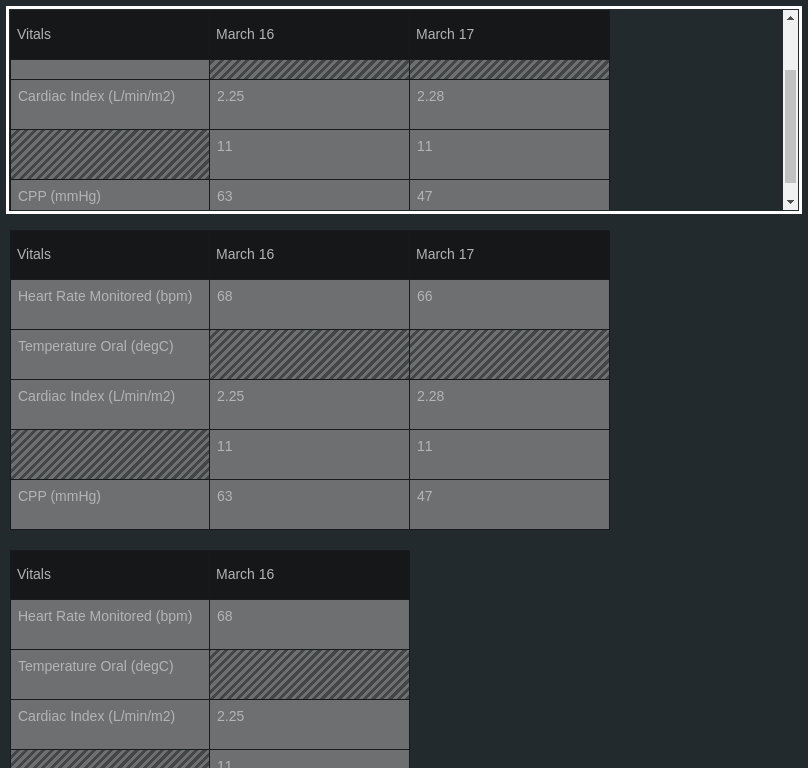 Vitals March 16 March 17
Cardiac Index (L/min/m2) 2.25 2.28
11 11
CPP (mmHg) 63 47
Vitals March 16 March 17
Heart Rate Monitored (bpm) 68 66
Temperature Oral (degC)
Cardiac Index (L/min/m2) 2.25 2.28
11 11
CPP (mmHg) 63 47
Vitals March 16
Heart Rate Monitored (bpm) 68
Temperature Oral (degC)
Cardiac Index (L/min/m2) 2.25
11